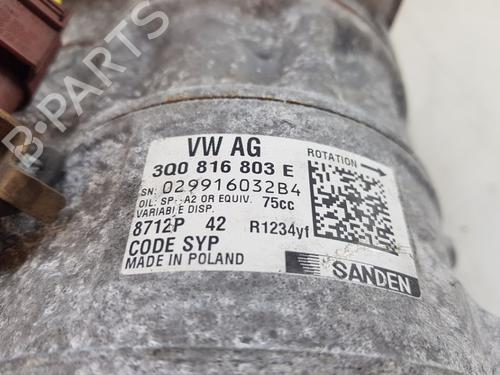 VW AG
3Q0 816 803 E
ROTATION
SN: 029916032B4
OIL: SP-A2 OR EQUIV. 75cc
VARIABLE DISP.
8712P 42 R1234yf
CODE SYP
MADE IN POLAND
SANDEN
B-PARTS